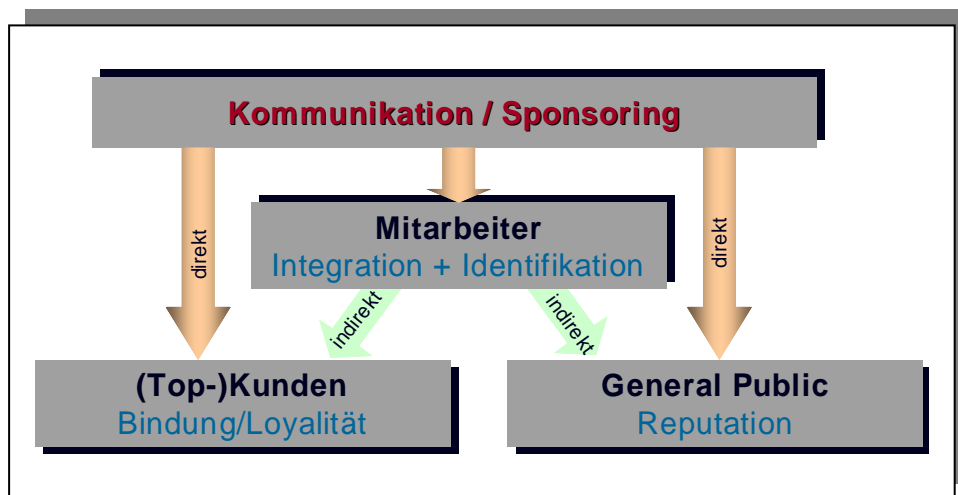 Kommunikation / Sponsoring
Mitarbeiter
Integration + Identifikation
direkt
direkt
indirekt
indirekt
(Top-)Kunden
Bindung/Loyalität
General Public
Reputation